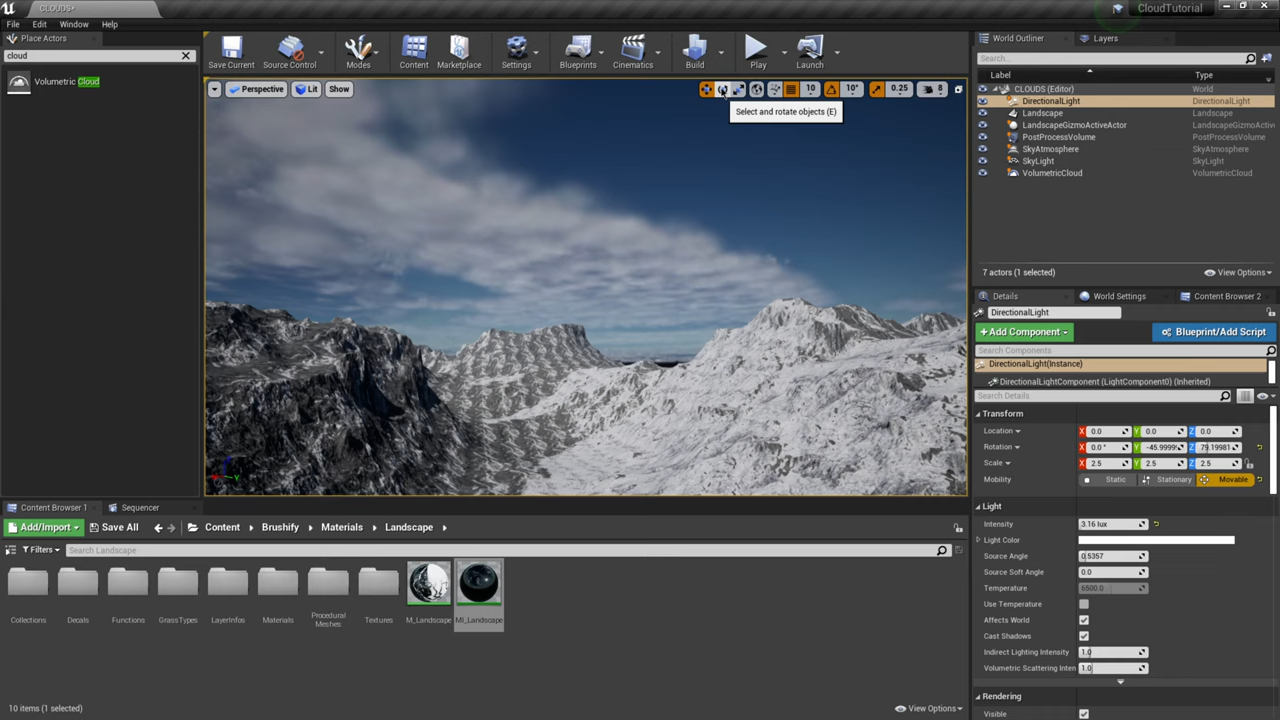 CLOUDS*
CloudTutorial
File Edit Window Help
Place Actors
cloud
Volumetric Cloud
Save Current
Source Control
Modes
Content
Marketplace
Settings
Blueprints
Cinematics
Build
Play
Launch
Perspective
Lit
Show
10
10°
0.25
8
Select and rotate objects (E)
World Outliner
Layers
Search...
Label Type
CLOUDS (Editor) World
DirectionalLight DirectionalLight
Landscape Landscape
LandscapeGizmoActiveActor LandscapeGizmoActiveActor
PostProcessVolume PostProcessVolume
SkyAtmosphere SkyAtmosphere
SkyLight SkyLight
VolumetricCloud VolumetricCloud
7 actors (1 selected)
View Options
Details
World Settings
Content Browser 2
DirectionalLight
+Add Component
Blueprint/Add Script
Search Components
DirectionalLight(Instance)
DirectionalLightComponent (LightComponent0) (Inherited)
Search Details
Transform
Location X 0.0 Y 0.0 Z 0.0
Rotation X 0.0 ° Y -45.9999 Z 79.19981
Scale X 2.5 Y 2.5 Z 2.5
Mobility Static Stationary Movable
Light
Intensity 3.16 lux
Light Color
Source Angle 0.5357
Source Soft Angle 0.0
Temperature 6500.0
Use Temperature
Affects World
Cast Shadows
Indirect Lighting Intensity 1.0
Volumetric Scattering Inten 1.0
Rendering
Visible
Content Browser 1
Sequencer
Add/Import
Save All
Content Brushify Materials Landscape
Filters
Search Landscape
Collections
Decals
Functions
GrassTypes
LayerInfos
Materials
Procedural
Meshes
Textures
M_Landscape
MI_Landscape
10 items (1 selected)
View Options